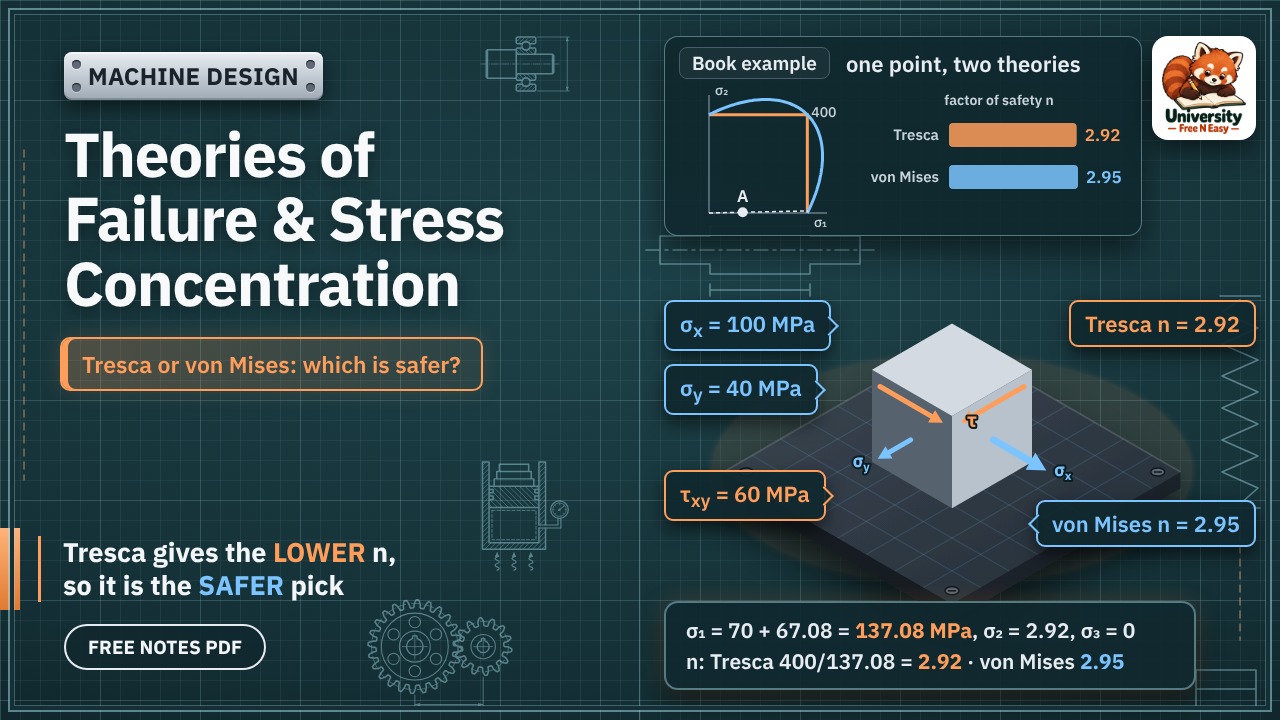 MACHINE DESIGN
Theories of
Failure & Stress
Concentration
Tresca or von Mises: which is safer?
Tresca gives the LOWER n,
so it is the SAFER pick
FREE NOTES PDF
Book example
one point, two theories
σ₂
400
A
σ₁
factor of safety n
Tresca 2.92
von Mises 2.95
University
Free N Easy
σx = 100 MPa
σy = 40 MPa
τxy = 60 MPa
Tresca n = 2.92
τ
σy
σx
von Mises n = 2.95
σ₁ = 70 + 67.08 = 137.08 MPa, σ₂ = 2.92, σ₃ = 0
n: Tresca 400/137.08 = 2.92 · von Mises 2.95